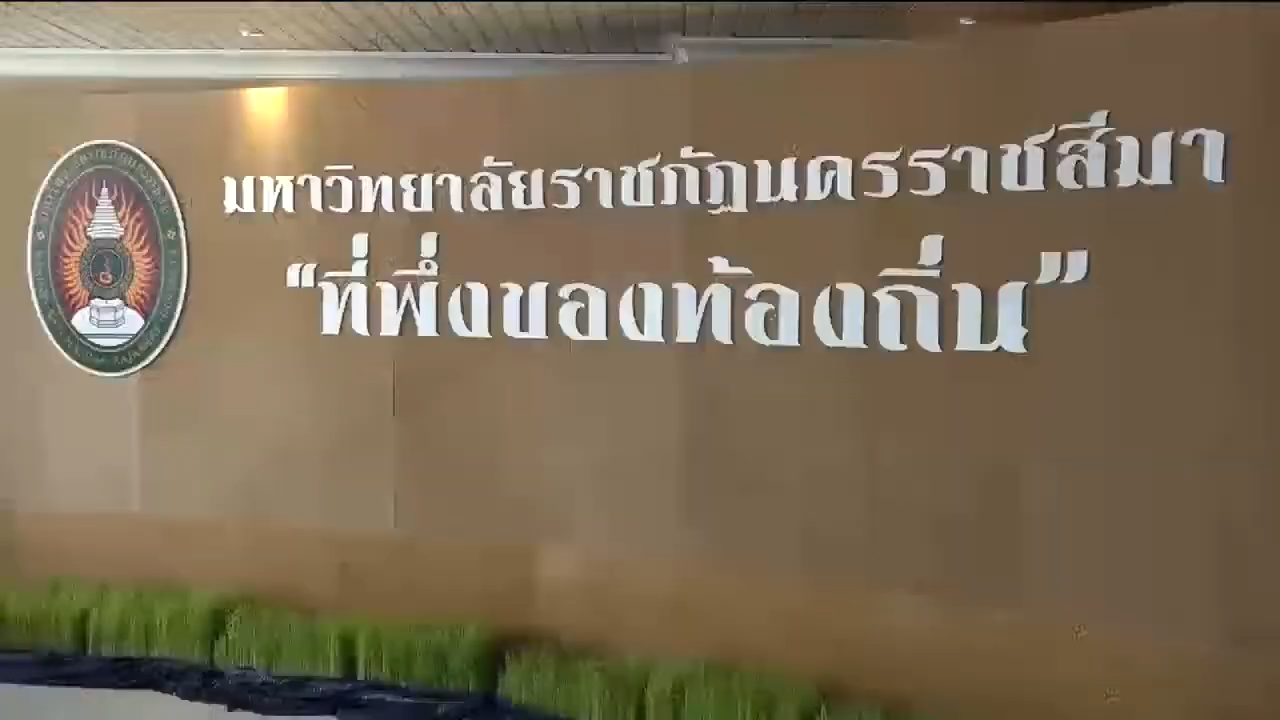 มหาวิทยาลัยราชภัฏนครราชสีมา
“ที่พึ่งของท้องถิ่น”